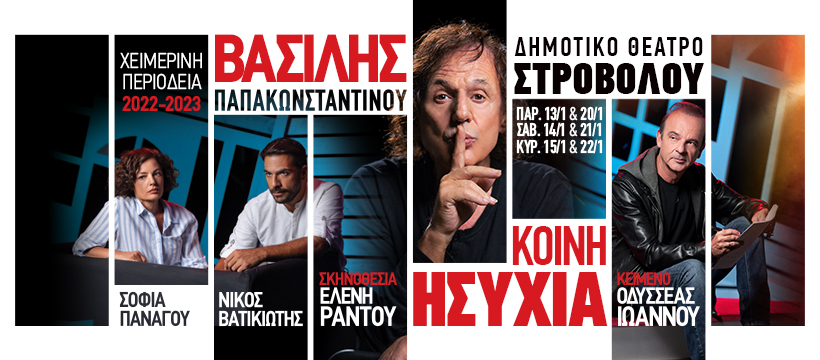 ΧΕΙΜΕΡΙΝΗ
ΠΕΡΙΟΔΕΙΑ
2022-2023
ΒΑΣΙΛΗΣ
ΠΑΠΑΚΩΝΣΤΑΝΤΙΝΟΥ
ΔΗΜΟΤΙΚΟ ΘΕΑΤΡΟ
ΣΤΡΟΒΟΛΟΥ
ΠΑΡ. 13/1 & 20/1
ΣΑΒ. 14/1 & 21/1
ΚΥΡ. 15/1 & 22/1
ΚΟΙΝΗ
ΗΣΥΧΙΑ
ΣΟΦΙΑ
ΠΑΝΑΓΟΥ
ΝΙΚΟΣ
ΒΑΤΙΚΙΩΤΗΣ
ΣΚΗΝΟΘΕΣΙΑ
ΕΛΕΝΗ
ΡΑΝΤΟΥ
ΚΕΙΜΕΝΟ
ΟΔΥΣΣΕΑΣ
ΙΩΑΝΝΟΥ